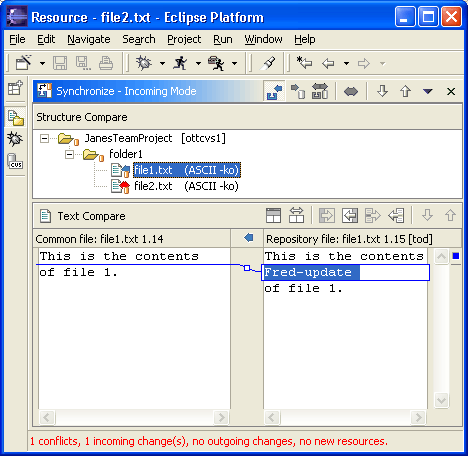 Resource - file2.txt - Eclipse Platform
File Edit Navigate Search Project Run Window Help
Synchronize - Incoming Mode
Structure Compare
JanesTeamProject [ottcvs1]
folder1
file1.txt (ASCII -ko)
file2.txt (ASCII -ko)
CVS
Text Compare
Common file: file1.txt 1.14
Repository file: file1.txt 1.15 [tod]
This is the contents
of file 1.
This is the contents
Fred-update
of file 1.
1 conflicts, 1 incoming change(s), no outgoing changes, no new resources.